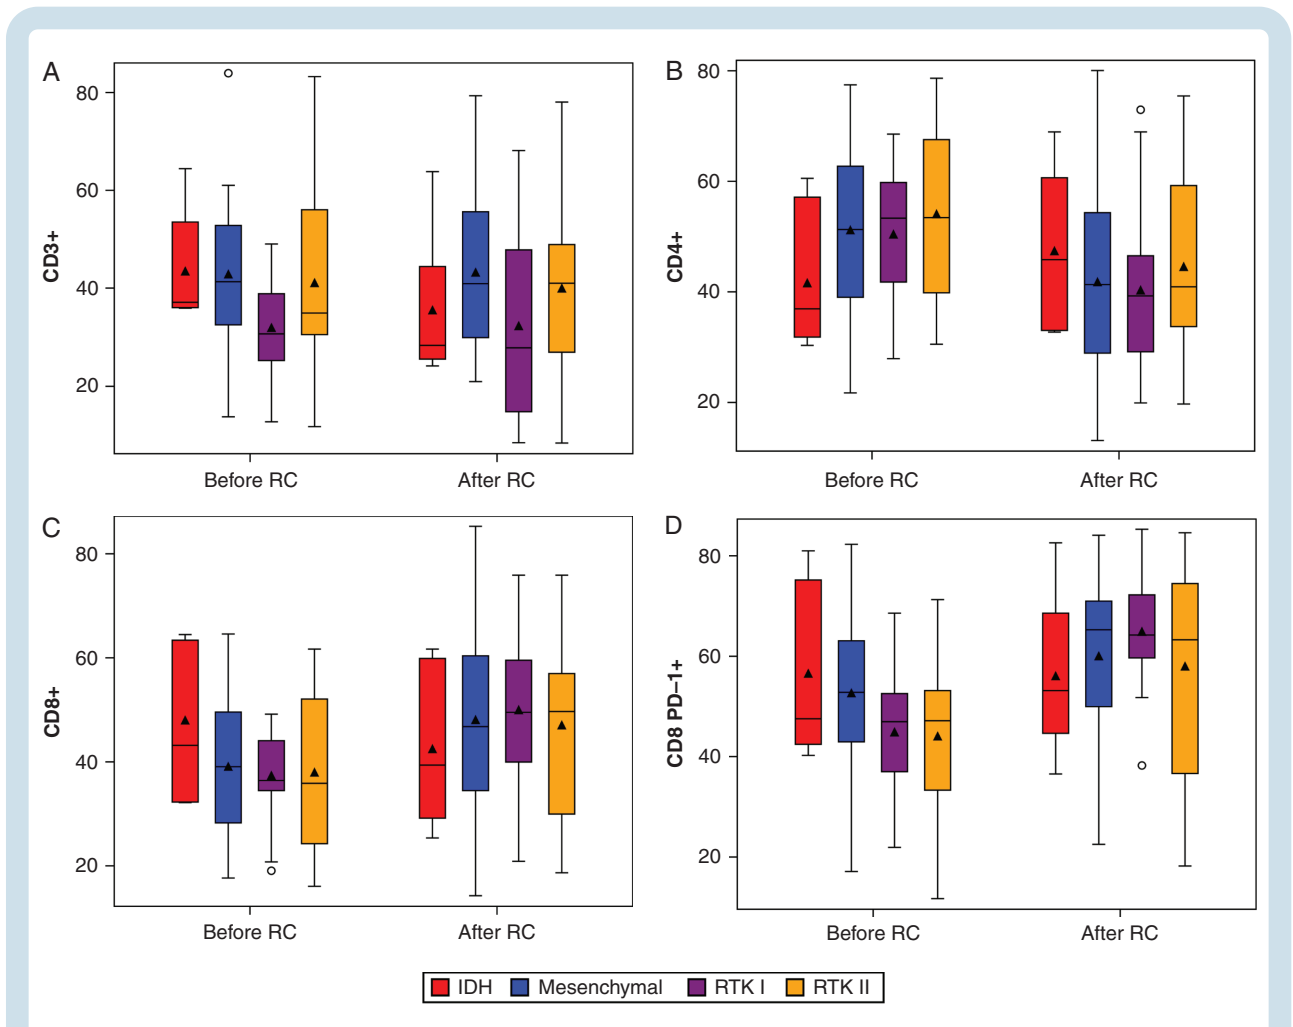 A
CD3+
80
60
40
20
Before RC
After RC
B
CD4+
80
60
40
20
Before RC
After RC
C
CD8+
80
60
40
20
Before RC
After RC
D
CD8 PD–1+
80
60
40
20
Before RC
After RC
IDH Mesenchymal RTK I RTK II